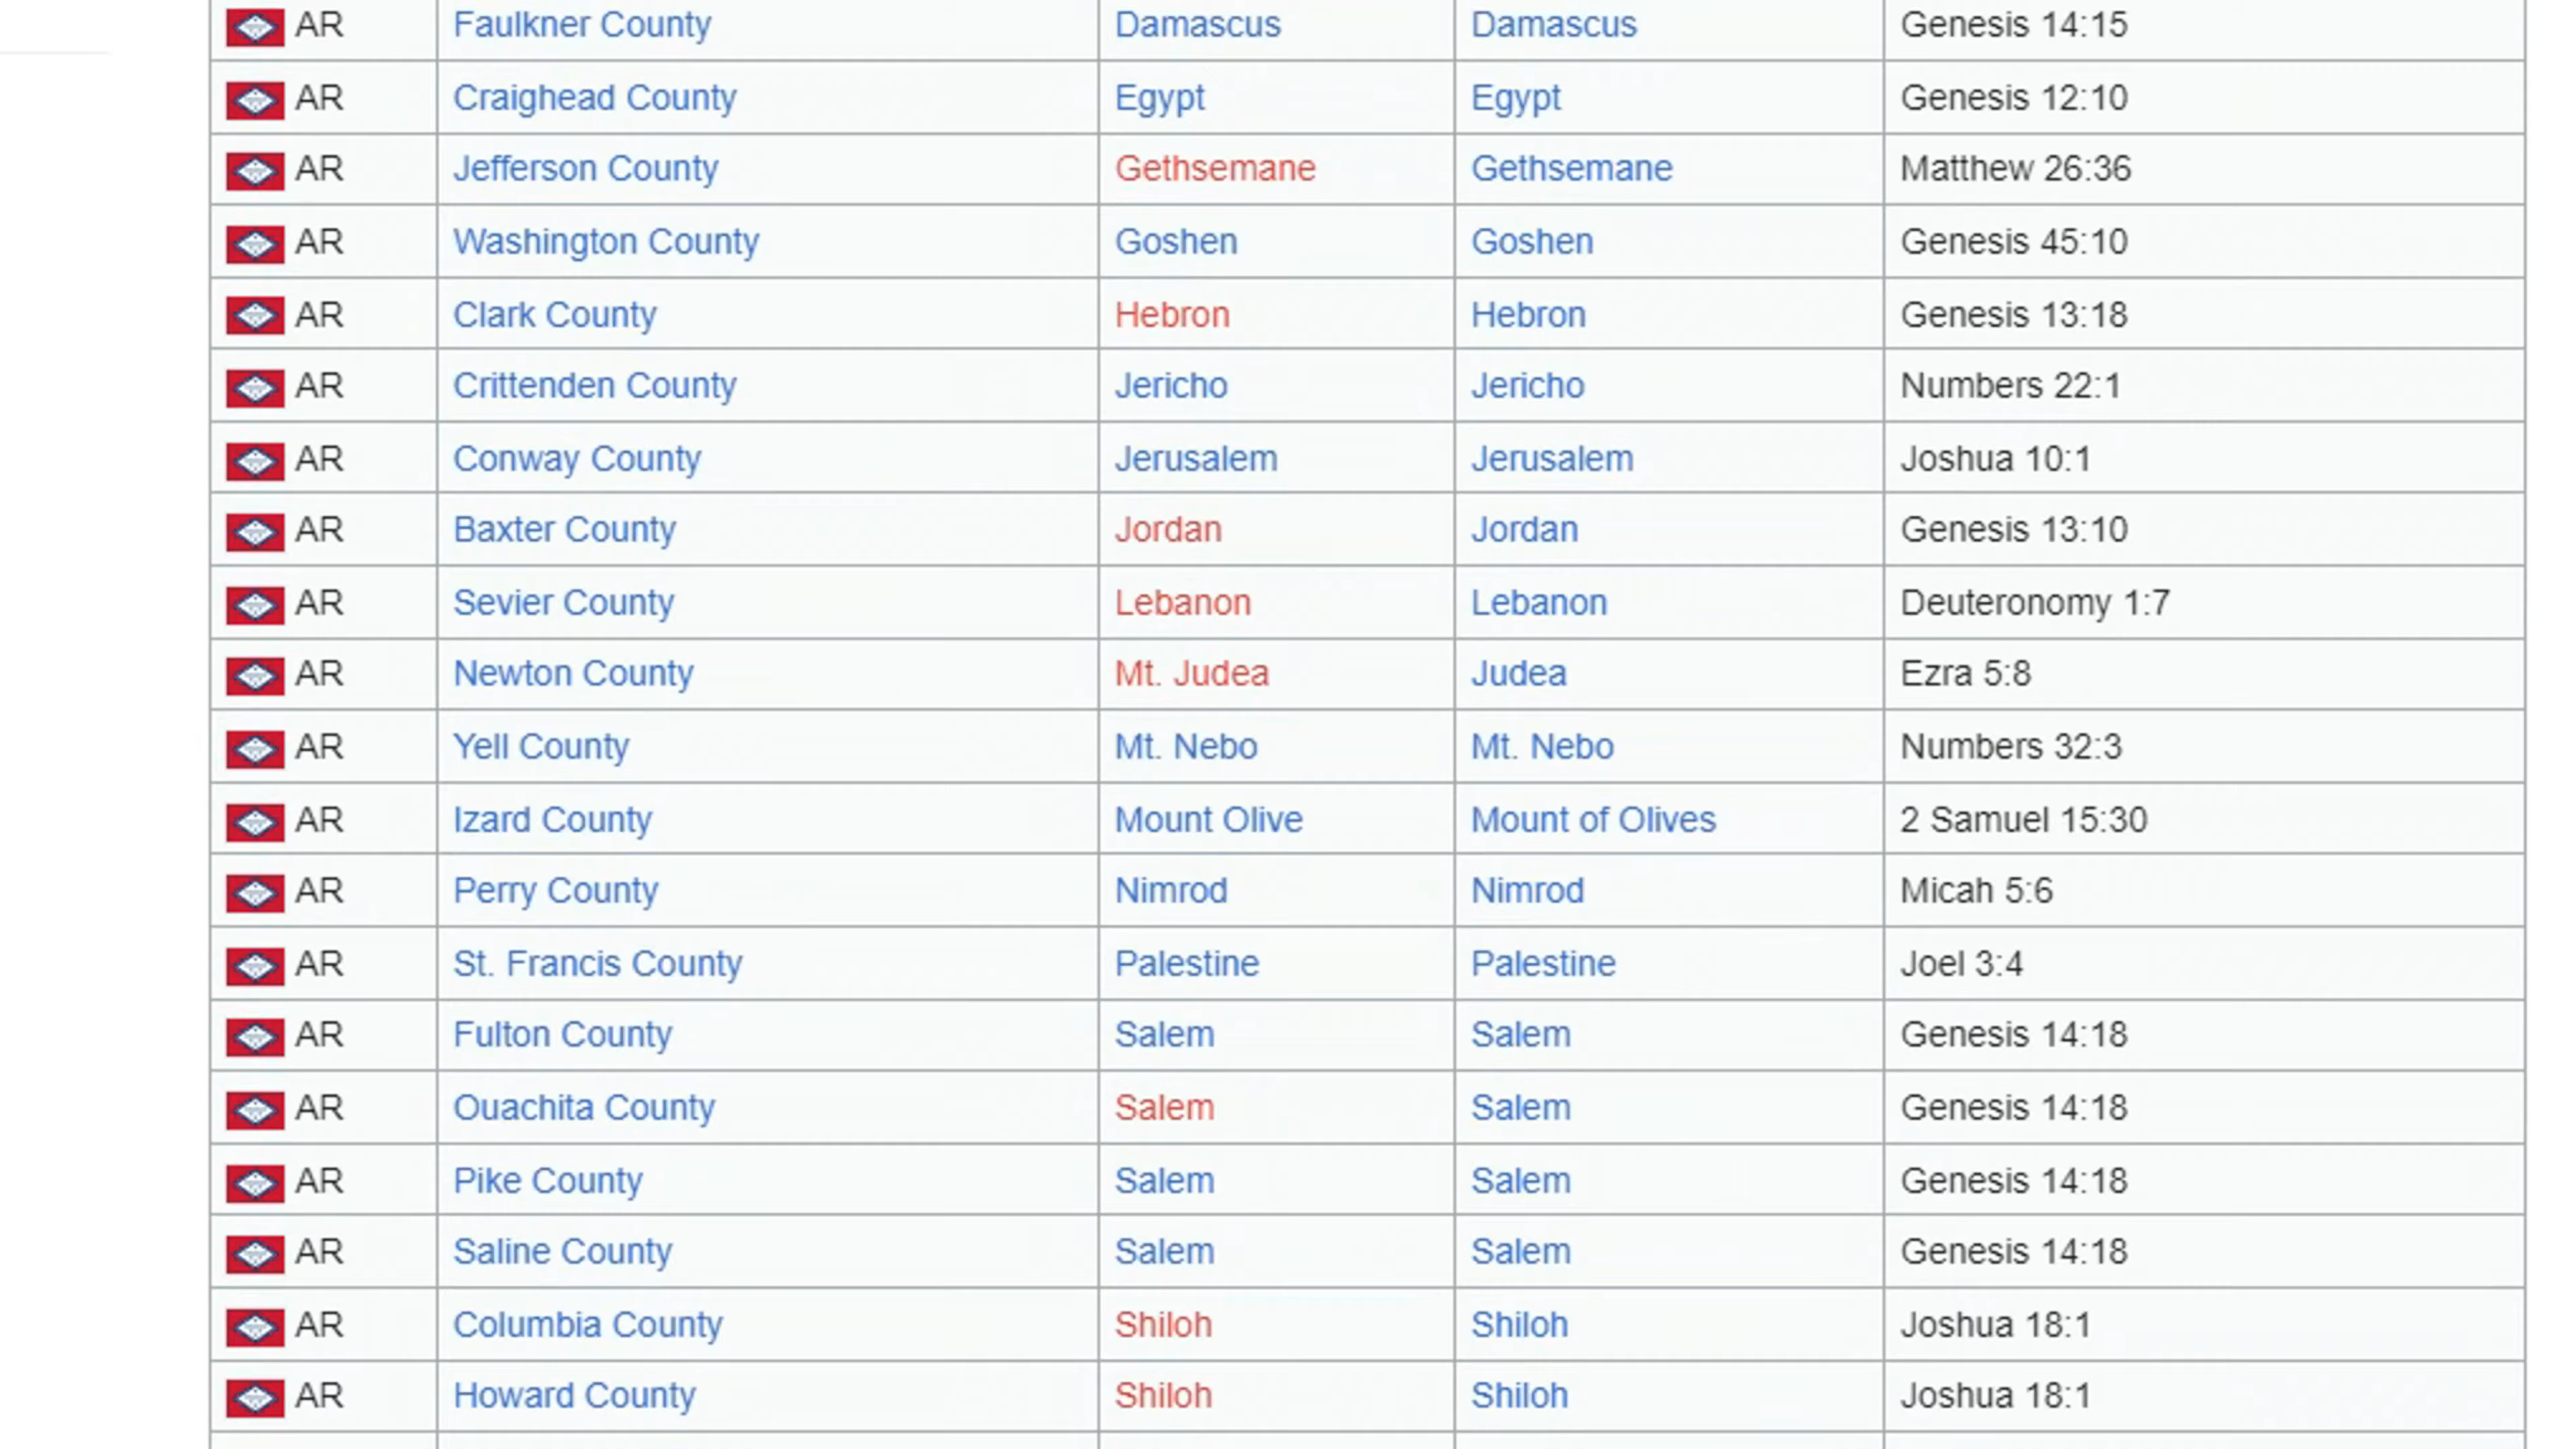 AR Faulkner County Damascus Damascus Genesis 14:15
AR Craighead County Egypt Egypt Genesis 12:10
AR Jefferson County Gethsemane Gethsemane Matthew 26:36
AR Washington County Goshen Goshen Genesis 45:10
AR Clark County Hebron Hebron Genesis 13:18
AR Crittenden County Jericho Jericho Numbers 22:1
AR Conway County Jerusalem Jerusalem Joshua 10:1
AR Baxter County Jordan Jordan Genesis 13:10
AR Sevier County Lebanon Lebanon Deuteronomy 1:7
AR Newton County Mt. Judea Judea Ezra 5:8
AR Yell County Mt. Nebo Mt. Nebo Numbers 32:3
AR Izard County Mount Olive Mount of Olives 2 Samuel 15:30
AR Perry County Nimrod Nimrod Micah 5:6
AR St. Francis County Palestine Palestine Joel 3:4
AR Fulton County Salem Salem Genesis 14:18
AR Ouachita County Salem Salem Genesis 14:18
AR Pike County Salem Salem Genesis 14:18
AR Saline County Salem Salem Genesis 14:18
AR Columbia County Shiloh Shiloh Joshua 18:1
AR Howard County Shiloh Shiloh Joshua 18:1